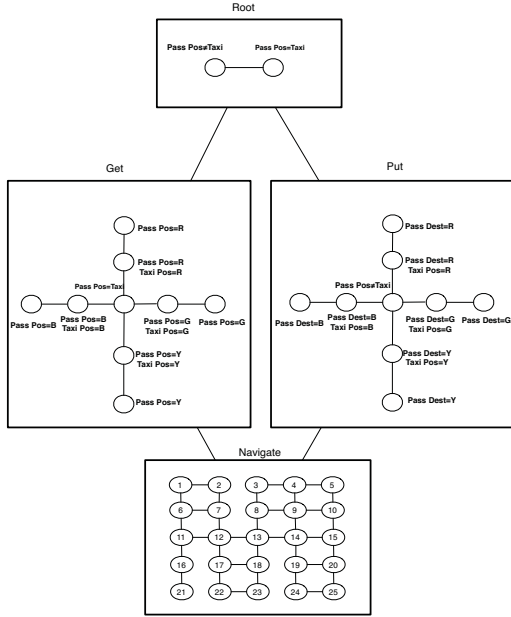 Root
Pass Pos≠Taxi
Pass Pos=Taxi
Get
Put
Pass Pos=R
Pass Pos=R
Taxi Pos=R
Pass Pos=Taxi
Pass Pos=B
Pass Pos=B
Taxi Pos=B
Pass Pos=G
Taxi Pos=G
Pass Pos=G
Pass Pos=Y
Taxi Pos=Y
Pass Pos=Y
Pass Dest=R
Pass Dest=R
Taxi Pos=R
Pass Pos≠Taxi
Pass Dest=B
Pass Dest=B
Taxi Pos=B
Pass Dest=G
Taxi Pos=G
Pass Dest=G
Pass Dest=Y
Taxi Pos=Y
Pass Dest=Y
Navigate
1 2 3 4 5
6 7 8 9 10
11 12 13 14 15
16 17 18 19 20
21 22 23 24 25